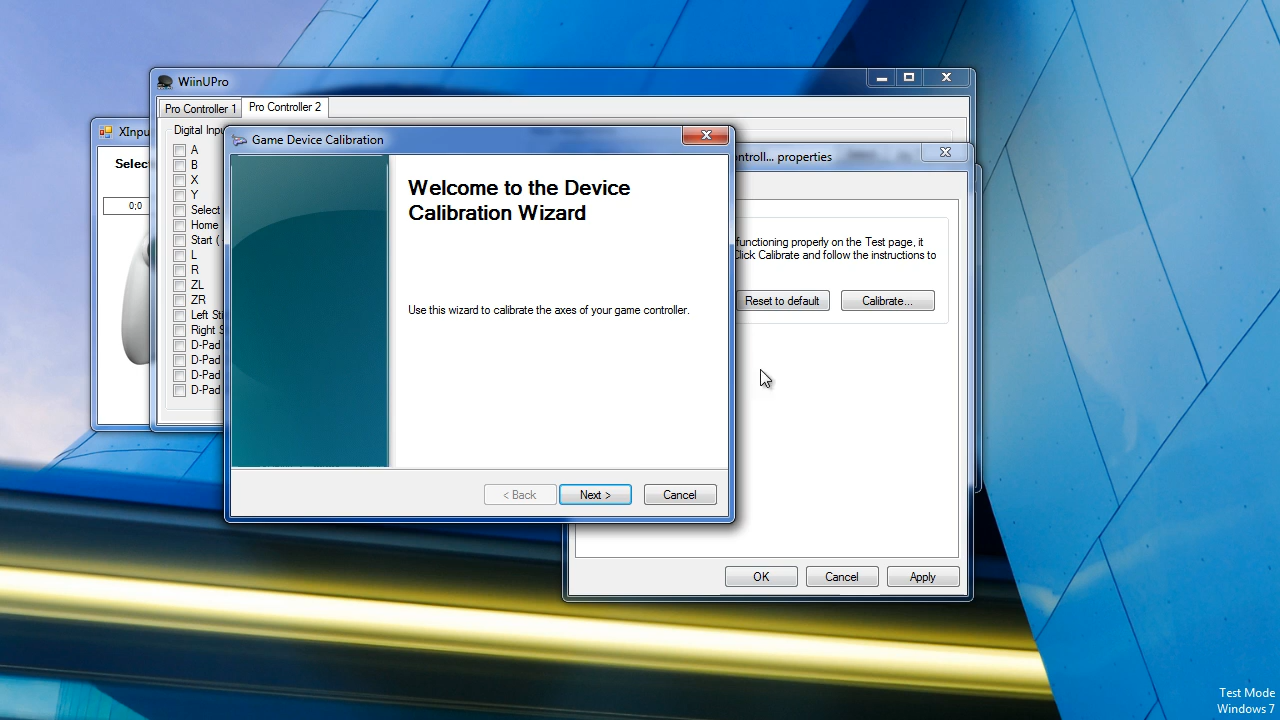 WiinUPro
Pro Controller 1
Pro Controller 2
XInpu
Digital Inpu
Game Device Calibration
ontroll... properties
Selec
A
B
X
Y
Select
Home
Start (
L
R
ZL
ZR
Left Sti
Right S
D-Pad
D-Pad
D-Pad
D-Pad
0;0
Welcome to the Device
Calibration Wizard
Use this wizard to calibrate the axes of your game controller.
< Back
Next >
Cancel
functioning properly on the Test page, it
Click Calibrate and follow the instructions to
Reset to default
Calibrate...
OK
Cancel
Apply
Test Mode
Windows 7